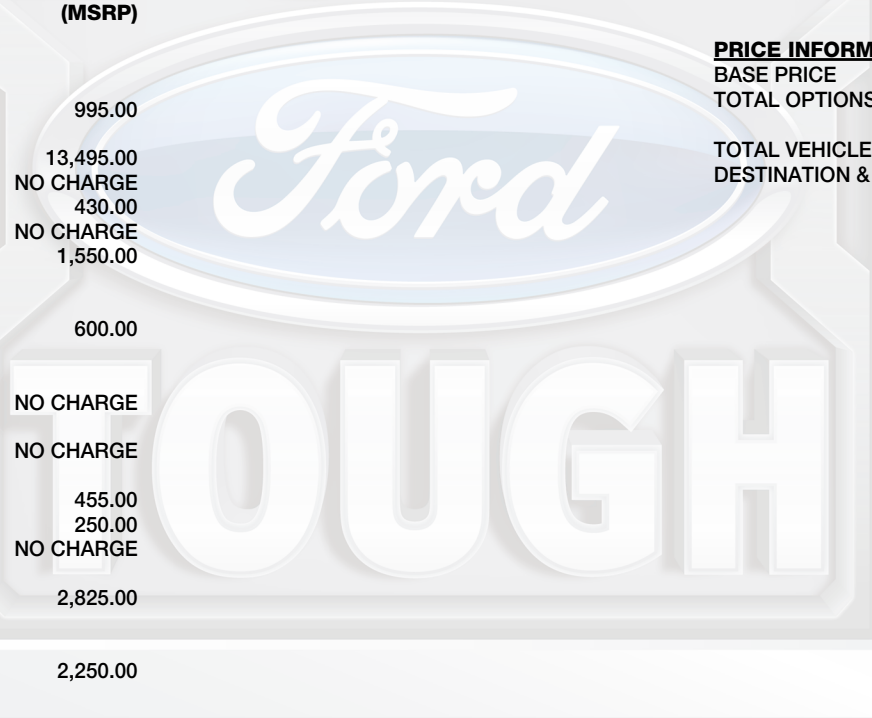 (MSRP)
995.00
13,495.00
NO CHARGE
430.00
NO CHARGE
1,550.00
600.00
NO CHARGE
NO CHARGE
455.00
250.00
NO CHARGE
2,825.00
2,250.00
PRICE INFORM
BASE PRICE
TOTAL OPTIONS
TOTAL VEHICLE
DESTINATION &
Ford
TOUGH